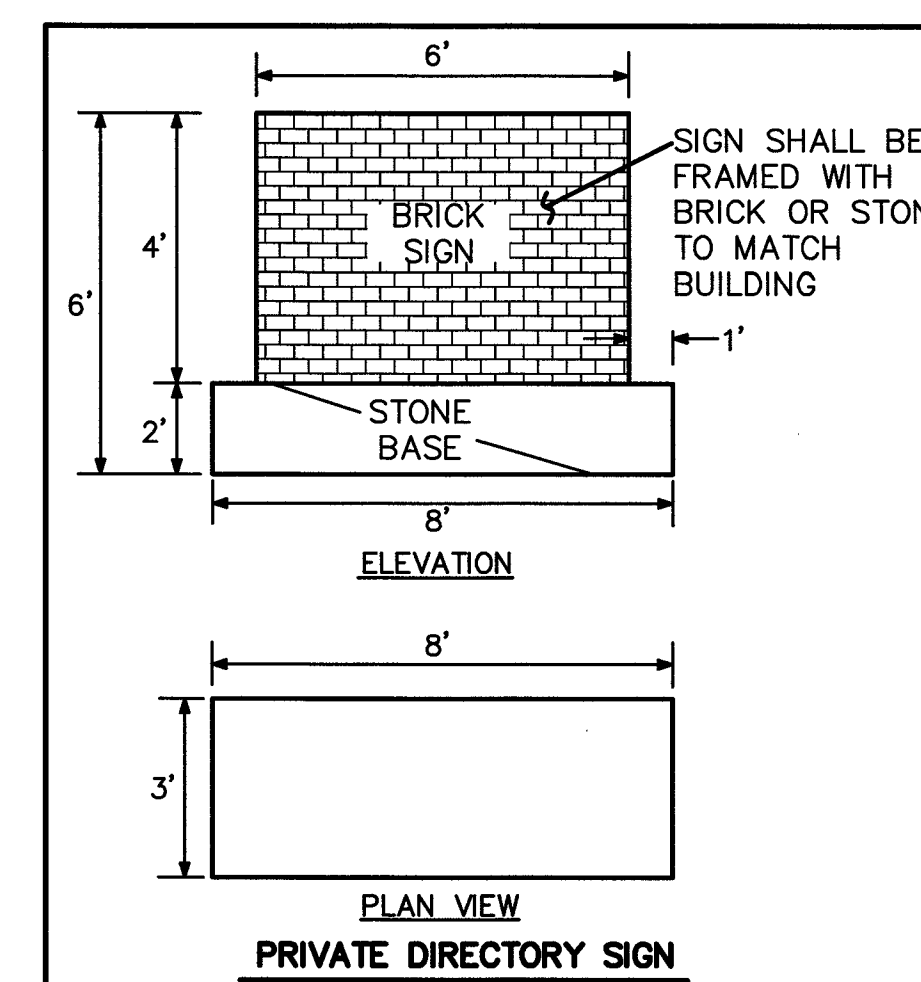 6'
SIGN SHALL BE
FRAMED WITH
BRICK OR STON
TO MATCH
BUILDING
BRICK
SIGN
4'
6'
1'
2'
STONE
BASE
8'
ELEVATION
8'
3'
PLAN VIEW
PRIVATE DIRECTORY SIGN